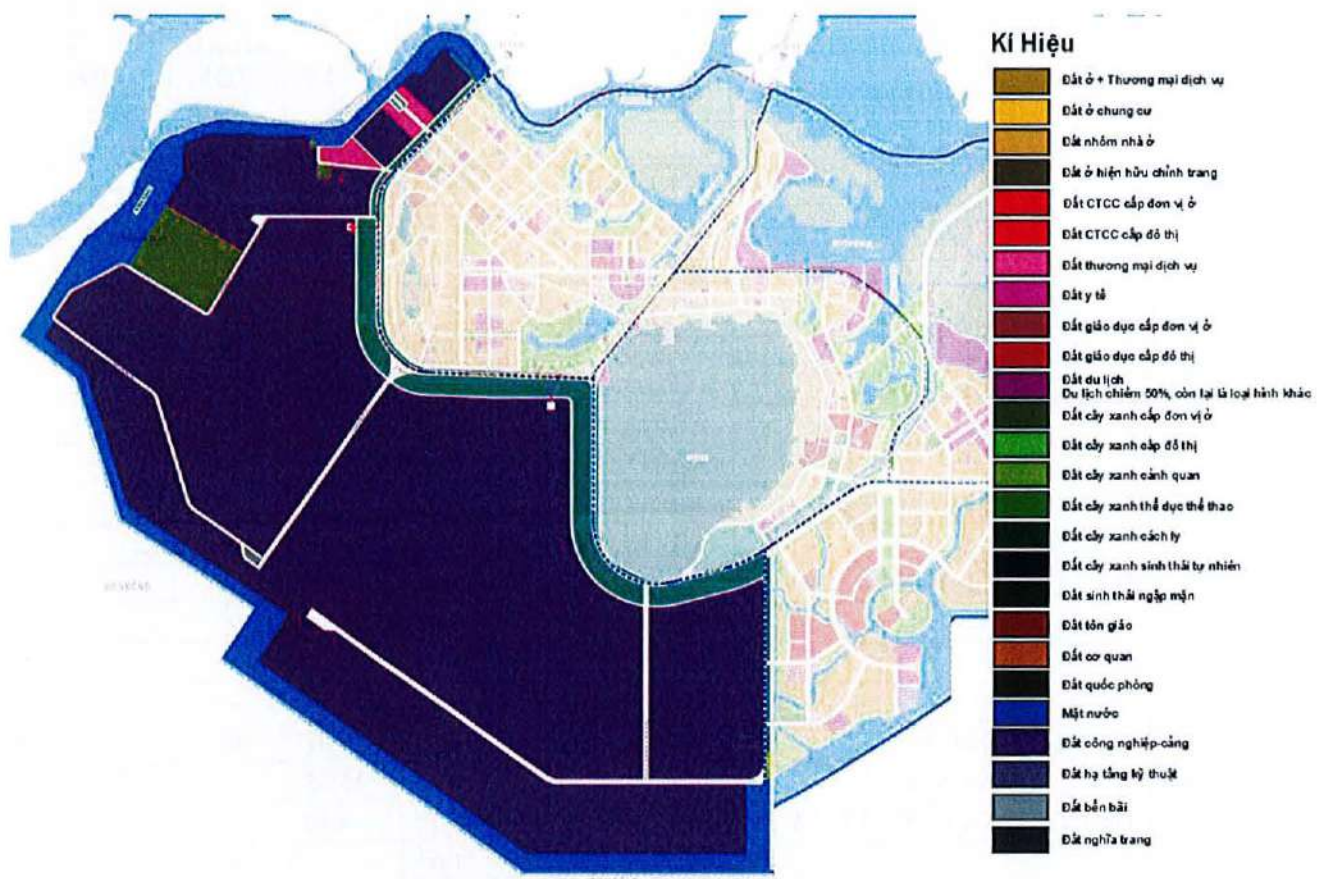 Kí Hiệu
Đất ở + Thương mại dịch vụ
Đất ở chung cư
Đất nhóm nhà ở
Đất ở hiện hữu chỉnh trang
Đất CTCC cấp đơn vị ở
Đất CTCC cấp đô thị
Đất thương mại dịch vụ
Đất y tế
Đất giáo dục cấp đơn vị ở
Đất giáo dục cấp đô thị
Đất du lịch
Du lịch chiếm 50%, còn lại là loại hình khác
Đất cây xanh cấp đơn vị ở
Đất cây xanh cấp đô thị
Đất cây xanh cảnh quan
Đất cây xanh thể dục thể thao
Đất cây xanh cách ly
Đất cây xanh sinh thái tự nhiên
Đất sinh thái ngập mặn
Đất tôn giáo
Đất cơ quan
Đất quốc phòng
Mặt nước
Đất công nghiệp-cảng
Đất hạ tầng kỹ thuật
Đất bến bãi
Đất nghĩa trang